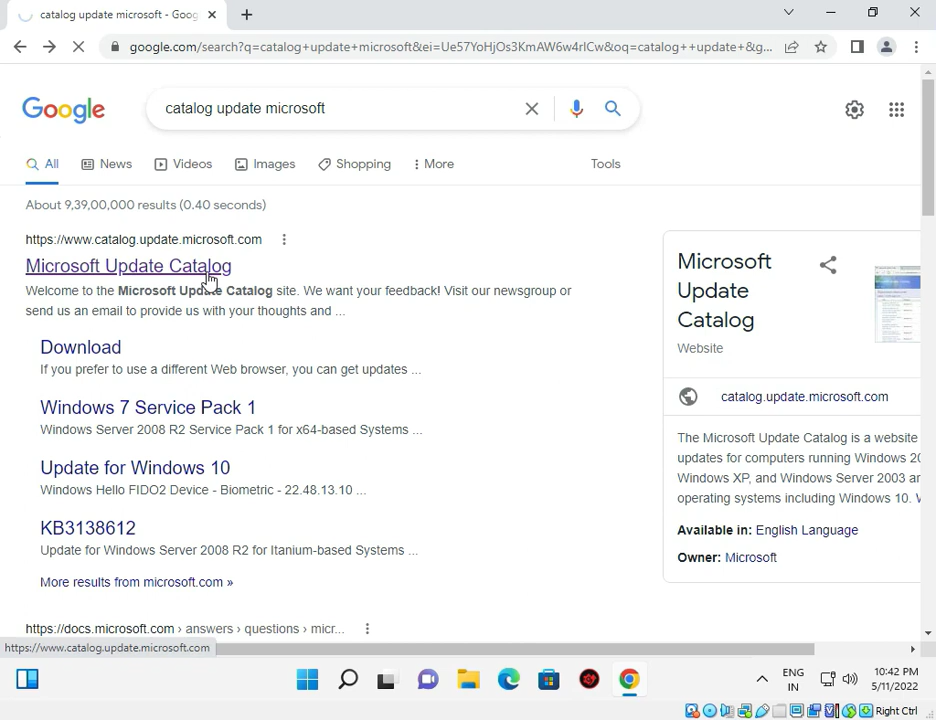 catalog update microsoft - Goog
google.com/search?q=catalog+update+microsoft&ei=Ue57YoHjOs3KmAW6w4rICw&oq=catalog++update+&g...
Google
catalog update microsoft
All
News
Videos
Images
Shopping
More
Tools
About 9,39,00,000 results (0.40 seconds)
https://www.catalog.update.microsoft.com
Microsoft Update Catalog
Welcome to the Microsoft Update Catalog site. We want your feedback! Visit our newsgroup or
send us an email to provide us with your thoughts and ...
Download
If you prefer to use a different Web browser, you can get updates ...
Windows 7 Service Pack 1
Windows Server 2008 R2 Service Pack 1 for x64-based Systems ...
Update for Windows 10
Windows Hello FIDO2 Device - Biometric - 22.48.13.10 ...
KB3138612
Update for Windows Server 2008 R2 for Itanium-based Systems ...
More results from microsoft.com »
https://docs.microsoft.com › answers › questions › micr...
Microsoft
Update
Catalog
Website
catalog.update.microsoft.com
The Microsoft Update Catalog is a website
updates for computers running Windows 20
Windows XP, and Windows Server 2003 ar
operating systems including Windows 10. V
Available in: English Language
Owner: Microsoft
https://www.catalog.update.microsoft.com
ENG
IN
10:42 PM
5/11/2022
Right Ctrl